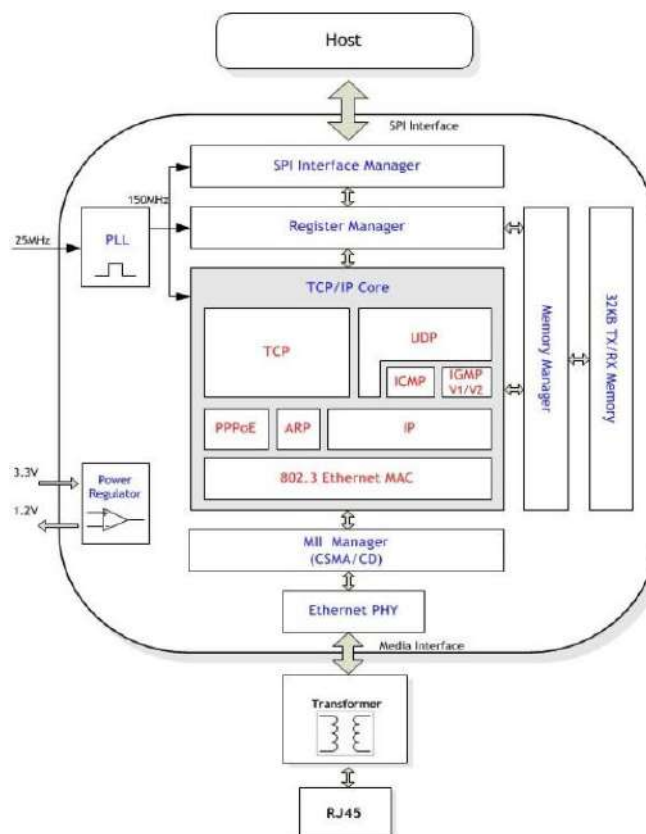 Host
SPI Interface
SPI Interface Manager
150MHz
Register Manager
25MHz
PLL
TCP/IP Core
TCP
UDP
ICMP
IGMP
V1/V2
PPPoE
ARP
IP
802.3 Ethernet MAC
Memory Manager
32KB TX/RX Memory
3.3V
1.2V
Power
Regulator
MII Manager
(CSMA/CD)
Ethernet PHY
Media Interface
Transformer
RJ45